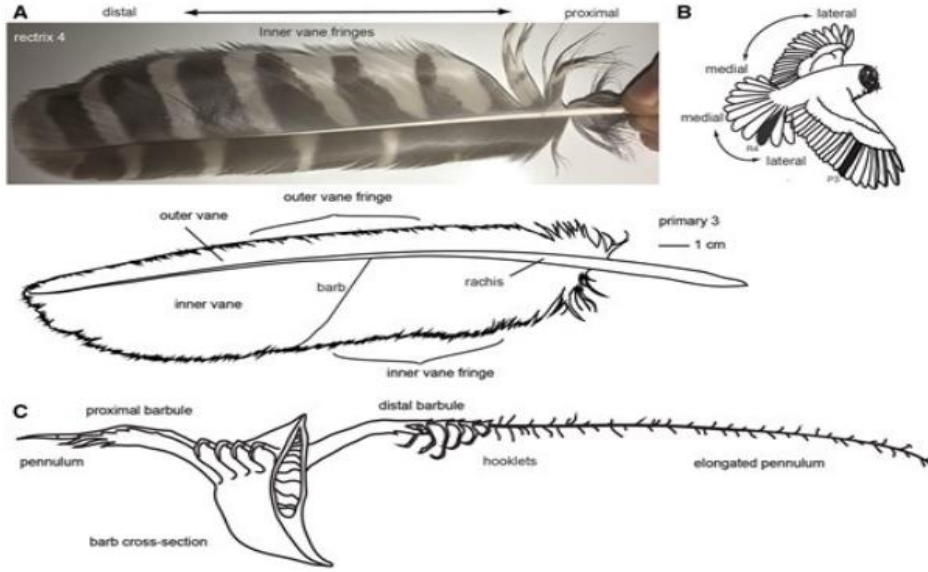 A
distal
proximal
rectrix 4
Inner vane fringes
B
lateral
medial
medial
lateral
R4
P3
outer vane fringe
outer vane
primary 3
1 cm
barb
rachis
inner vane
inner vane fringe
C
proximal barbule
distal barbule
pennulum
hooklets
elongated pennulum
barb cross-section